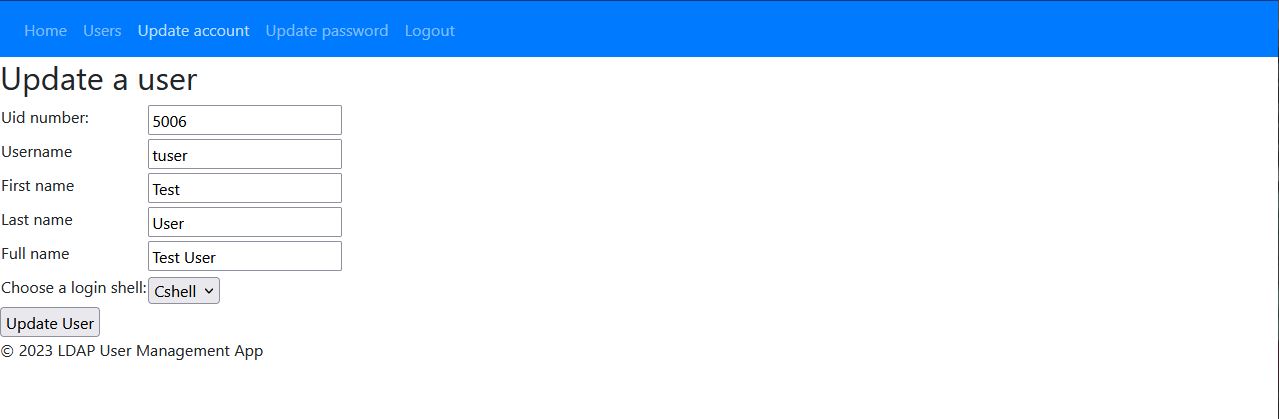 Home Users Update account Update password Logout
Update a user
Uid number: 5006
Username tuser
First name Test
Last name User
Full name Test User
Choose a login shell: Cshell
Update User
© 2023 LDAP User Management App